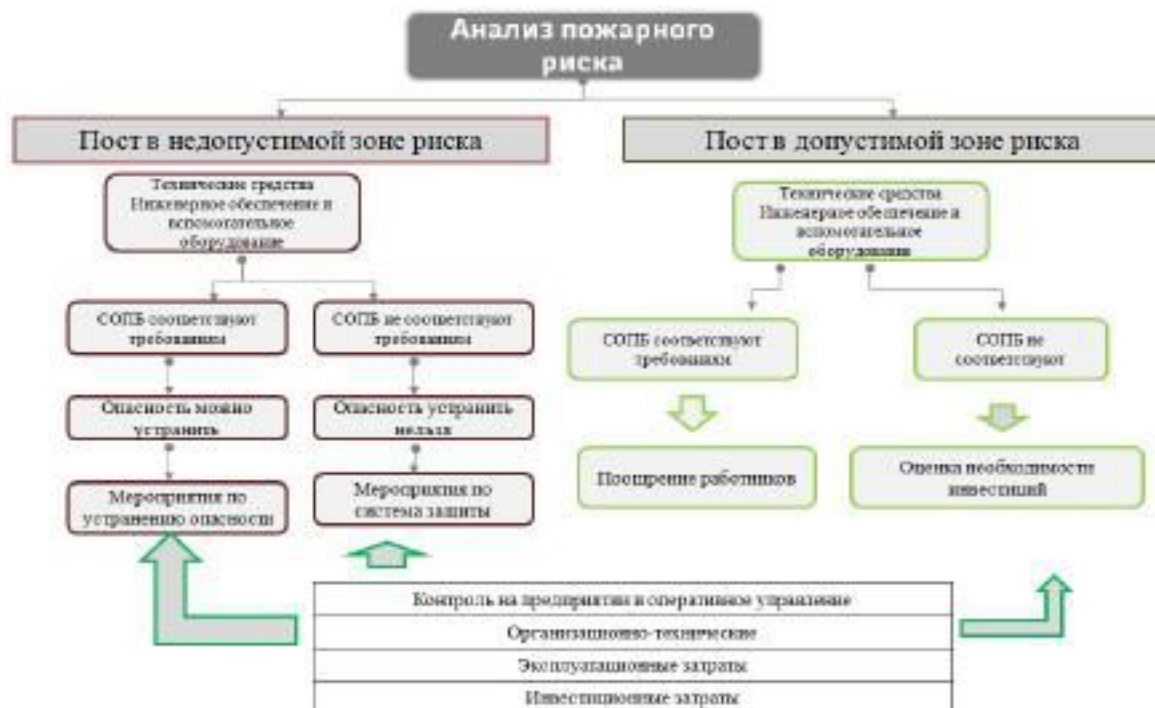 Анализ пожарного
риска
Пост в недопустимой зоне риска
Пост в допустимой зоне риска
Технические средства
Инженерное обеспечение и
вспомогательное
оборудование
Технические средства
Инженерное обеспечение и
вспомогательное
оборудования
СОПБ соответствуют
требованиям
СОПБ не соответствуют
требованиям
СОПБ соответствуют
требованиям
СОПБ не
соответствуют
Опасность можно
устранить
Опасность устранить
нельзя
Поощрение работников
Оценка необходимости
инвестиций
Мероприятия по
устранению опасности
Мероприятия по
система защиты
Контроль на предприятии и оперативное управление
Организационно-технические
Эксплуатационные затраты
Инвестиционные затраты